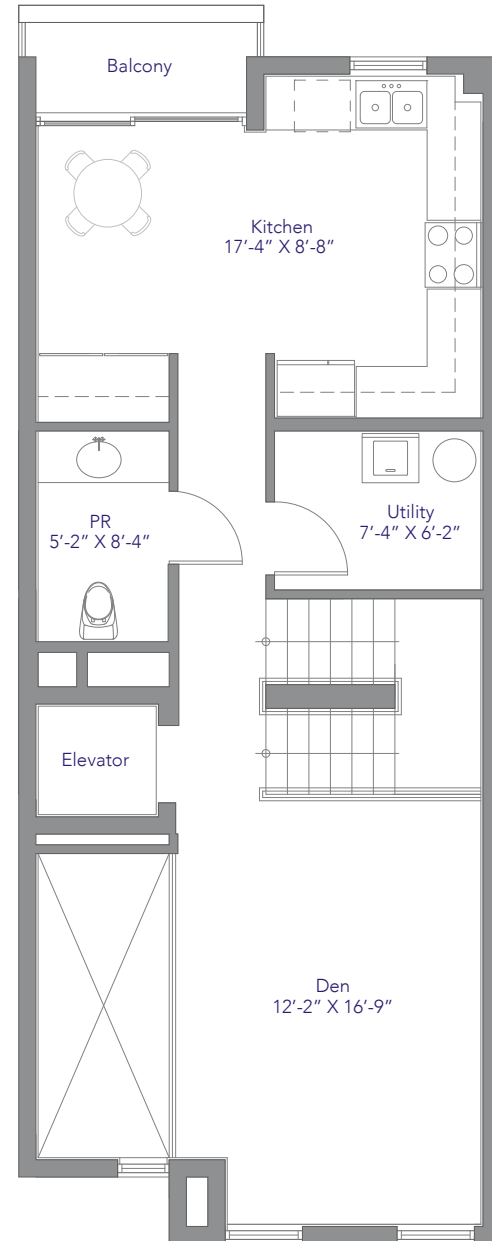 Balcony
Kitchen
17’-4” X 8’-8”
PR
5’-2” X 8’-4”
Utility
7’-4” X 6’-2”
Elevator
Den
12’-2” X 16’-9”